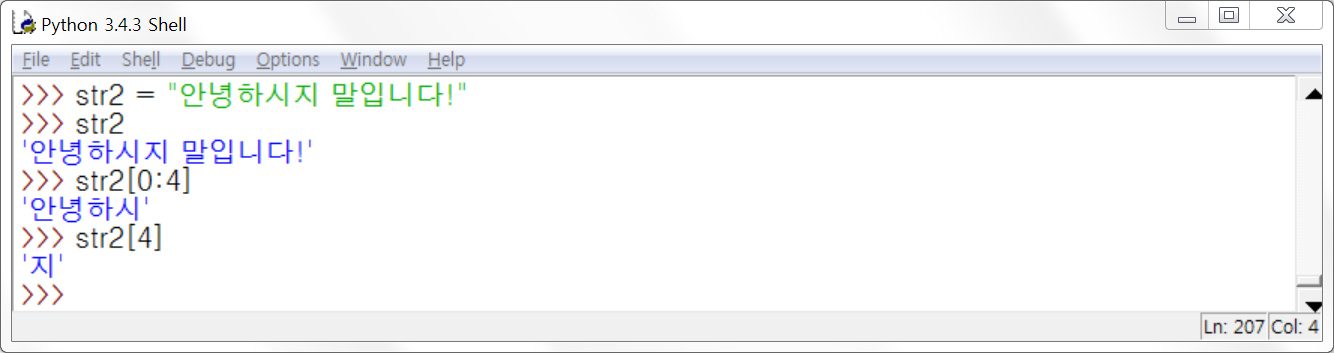 Python 3.4.3 Shell
File Edit Shell Debug Options Window Help
>>> str2 = "안녕하시지 말입니다!"
>>> str2
'안녕하시지 말입니다!'
>>> str2[0:4]
'안녕하시'
>>> str2[4]
'지'
>>>
Ln: 207 Col: 4